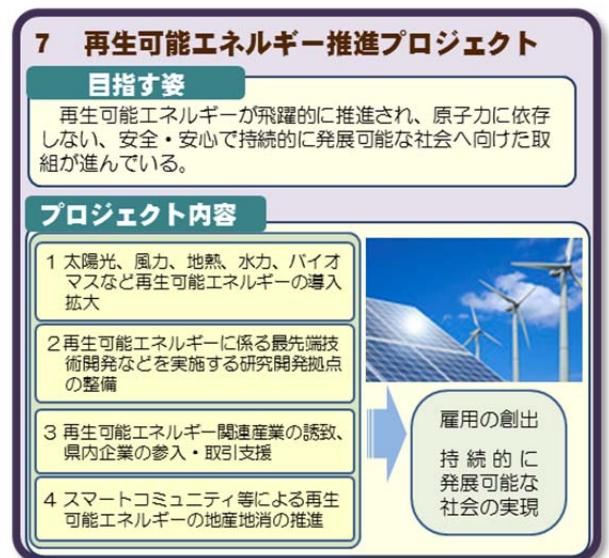 7 再生可能エネルギー推進プロジェクト
目指す姿
再生可能エネルギーが飛躍的に推進され、原子力に依存
しない、安全・安心で持続的に発展可能な社会へ向けた取
組が進んでいる。
プロジェクト内容
1 太陽光、風力、地熱、水力、バイオ
マスなど再生可能エネルギーの導入
拡大
2再生可能エネルギーに係る最先端技
術開発などを実施する研究開発拠点
の整備
3 再生可能エネルギー関連産業の誘致、
県内企業の参入・取引支援
4 スマートコミュニティ等による再生
可能エネルギーの地産地消の推進
雇用の創出
持続的に
発展可能な
社会の実現